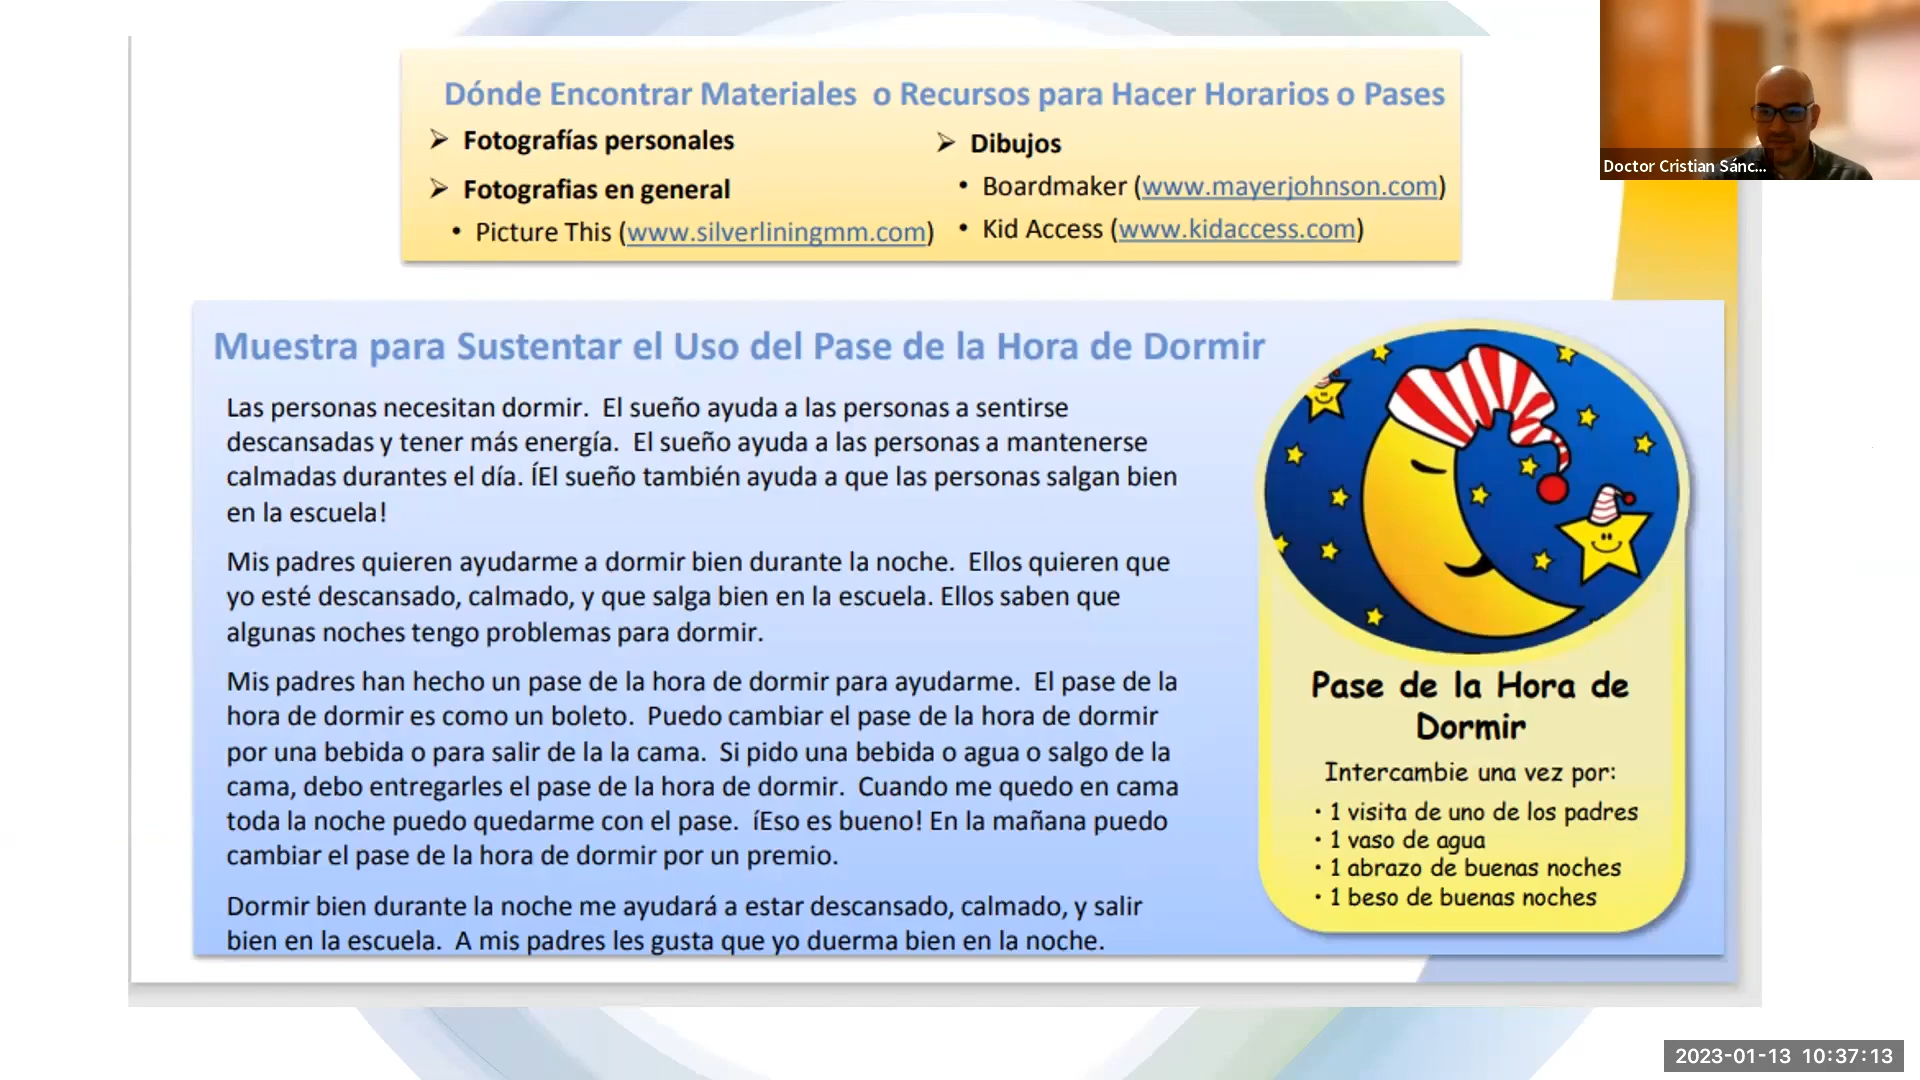 Dónde Encontrar Materiales o Recursos para Hacer Horarios o Pases
➢ Fotografías personales
➢ Fotografias en general
• Picture This (www.silverliningmm.com)
➢ Dibujos
• Boardmaker (www.mayerjohnson.com)
• Kid Access (www.kidaccess.com)
Doctor Cristian Sánc...
Muestra para Sustentar el Uso del Pase de la Hora de Dormir
Las personas necesitan dormir. El sueño ayuda a las personas a sentirse
descansadas y tener más energía. El sueño ayuda a las personas a mantenerse
calmadas durantes el día. ÍEl sueño también ayuda a que las personas salgan bien
en la escuela!
Mis padres quieren ayudarme a dormir bien durante la noche. Ellos quieren que
yo esté descansado, calmado, y que salga bien en la escuela. Ellos saben que
algunas noches tengo problemas para dormir.
Mis padres han hecho un pase de la hora de dormir para ayudarme. El pase de la
hora de dormir es como un boleto. Puedo cambiar el pase de la hora de dormir
por una bebida o para salir de la la cama. Si pido una bebida o agua o salgo de la
cama, debo entregarles el pase de la hora de dormir. Cuando me quedo en cama
toda la noche puedo quedarme con el pase. íEso es bueno! En la mañana puedo
cambiar el pase de la hora de dormir por un premio.
Dormir bien durante la noche me ayudará a estar descansado, calmado, y salir
bien en la escuela. A mis padres les gusta que yo duerma bien en la noche.
Pase de la Hora de
Dormir
Intercambie una vez por:
• 1 visita de uno de los padres
• 1 vaso de agua
• 1 abrazo de buenas noches
• 1 beso de buenas noches
2023-01-13 10:37:13